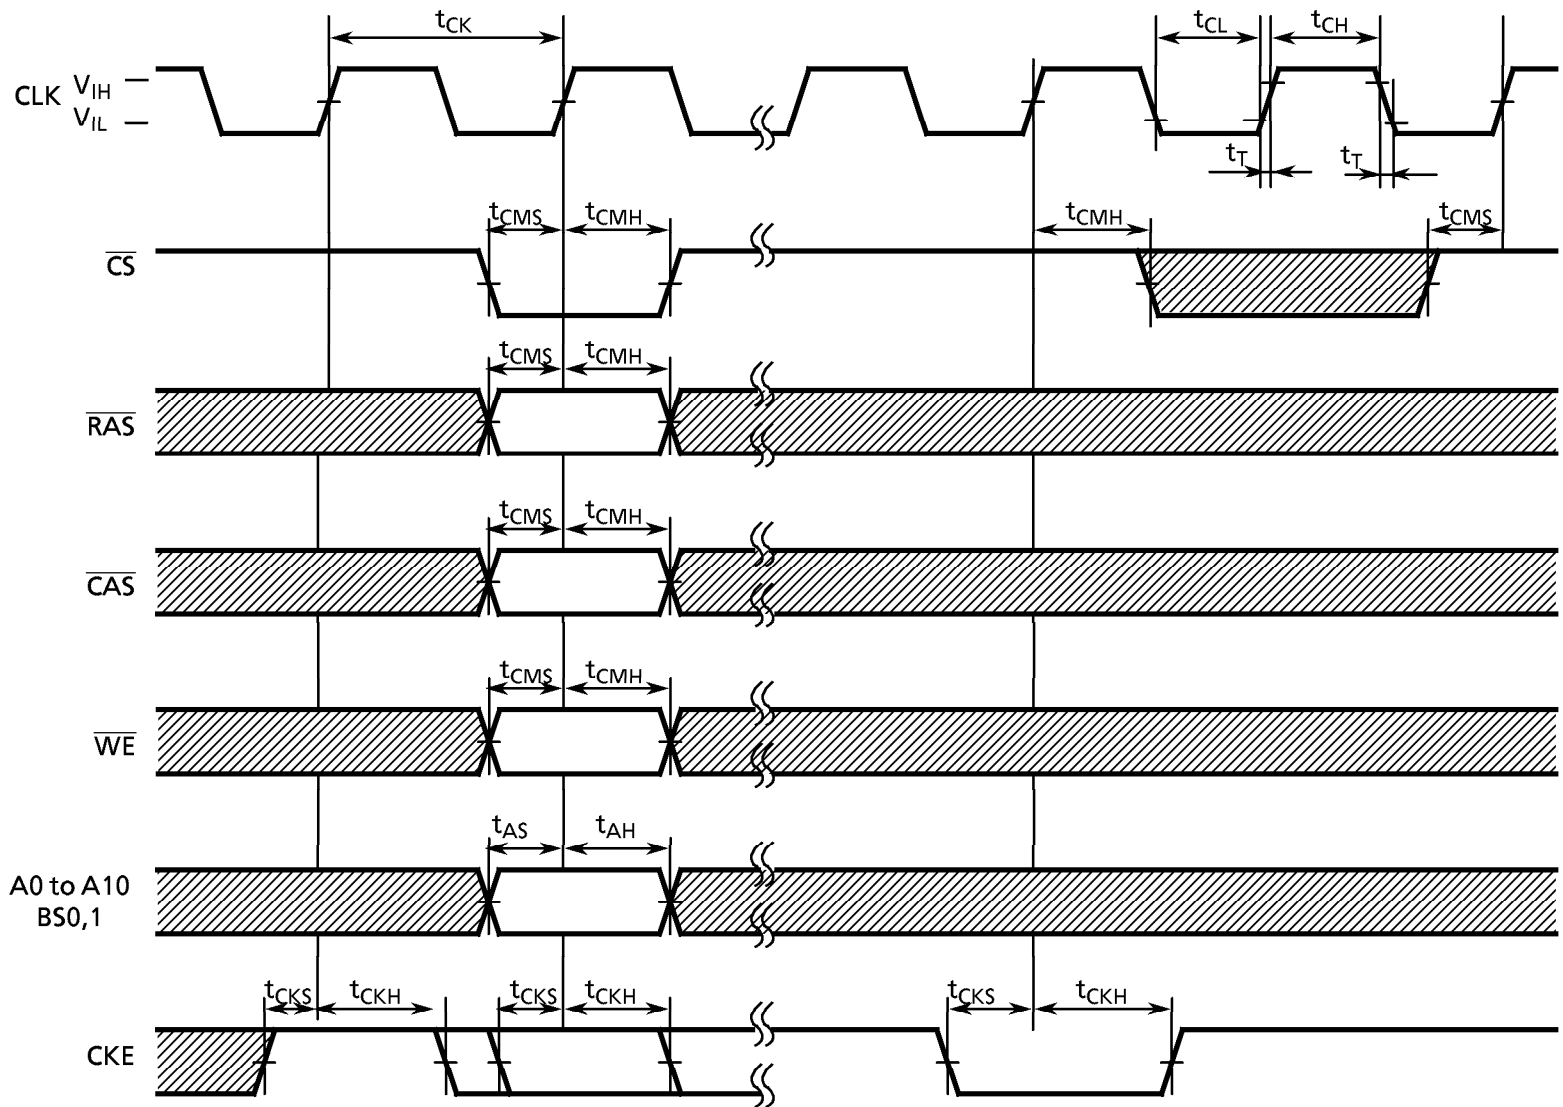 tCK tCL tCH
CLK VIH
VIL
tT tT
tCMS tCMH tCMH tCMS
CS
tCMS tCMH
RAS
tCMS tCMH
CAS
tCMS tCMH
WE
tAS tAH
A0 to A10
BS0,1
tCKS tCKH tCKS tCKH tCKS tCKH
CKE